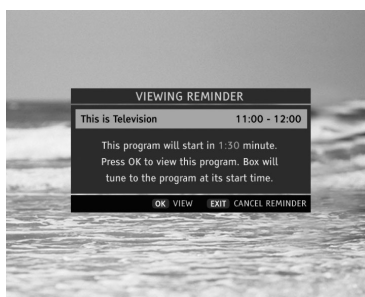 VIEWING REMINDER
This is Television 11:00 - 12:00
This program will start in 1:30 minute.
Press OK to view this program. Box will
tune to the program at its start time.
OK VIEW EXIT CANCEL REMINDER